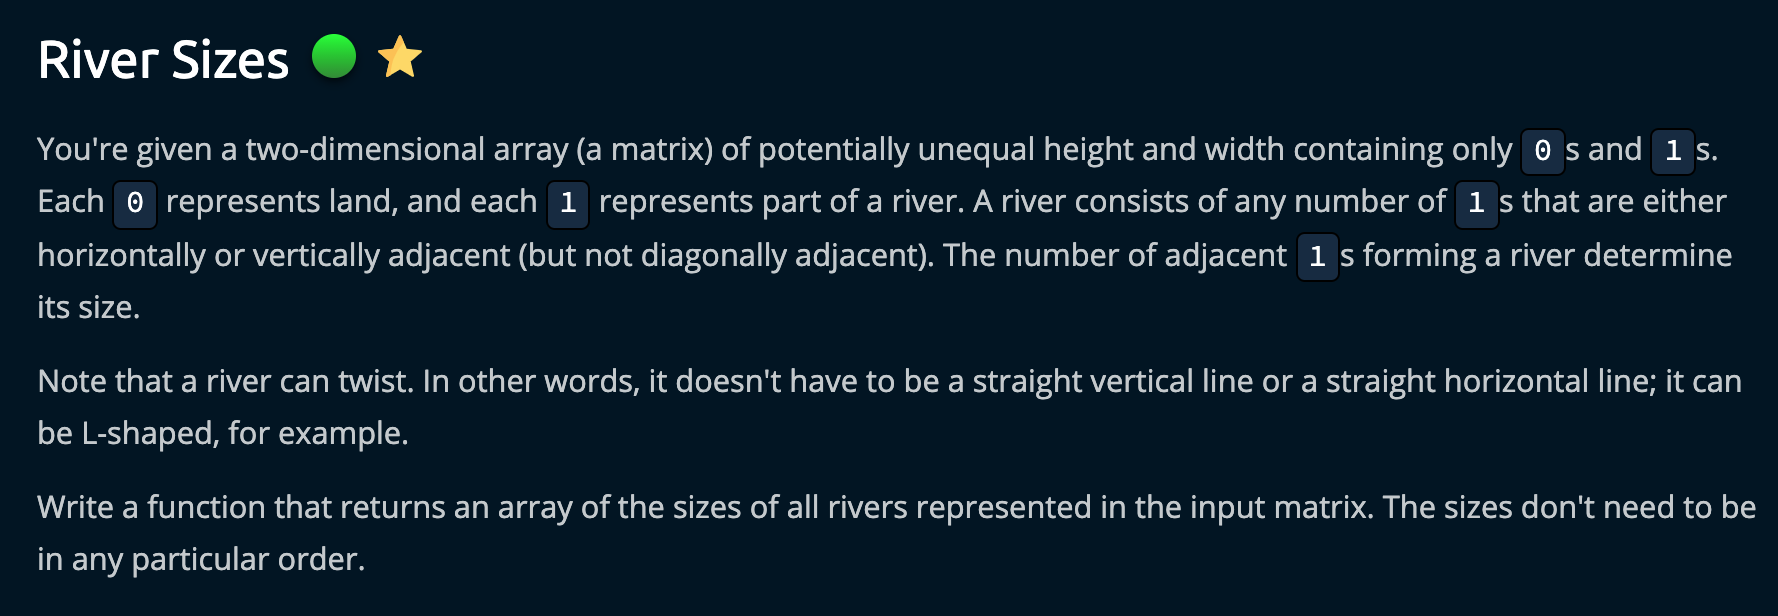 River Sizes
You're given a two-dimensional array (a matrix) of potentially unequal height and width containing only 0s and 1s.
Each 0 represents land, and each 1 represents part of a river. A river consists of any number of 1s that are either
horizontally or vertically adjacent (but not diagonally adjacent). The number of adjacent 1s forming a river determine
its size.
Note that a river can twist. In other words, it doesn't have to be a straight vertical line or a straight horizontal line; it can
be L-shaped, for example.
Write a function that returns an array of the sizes of all rivers represented in the input matrix. The sizes don't need to be
in any particular order.